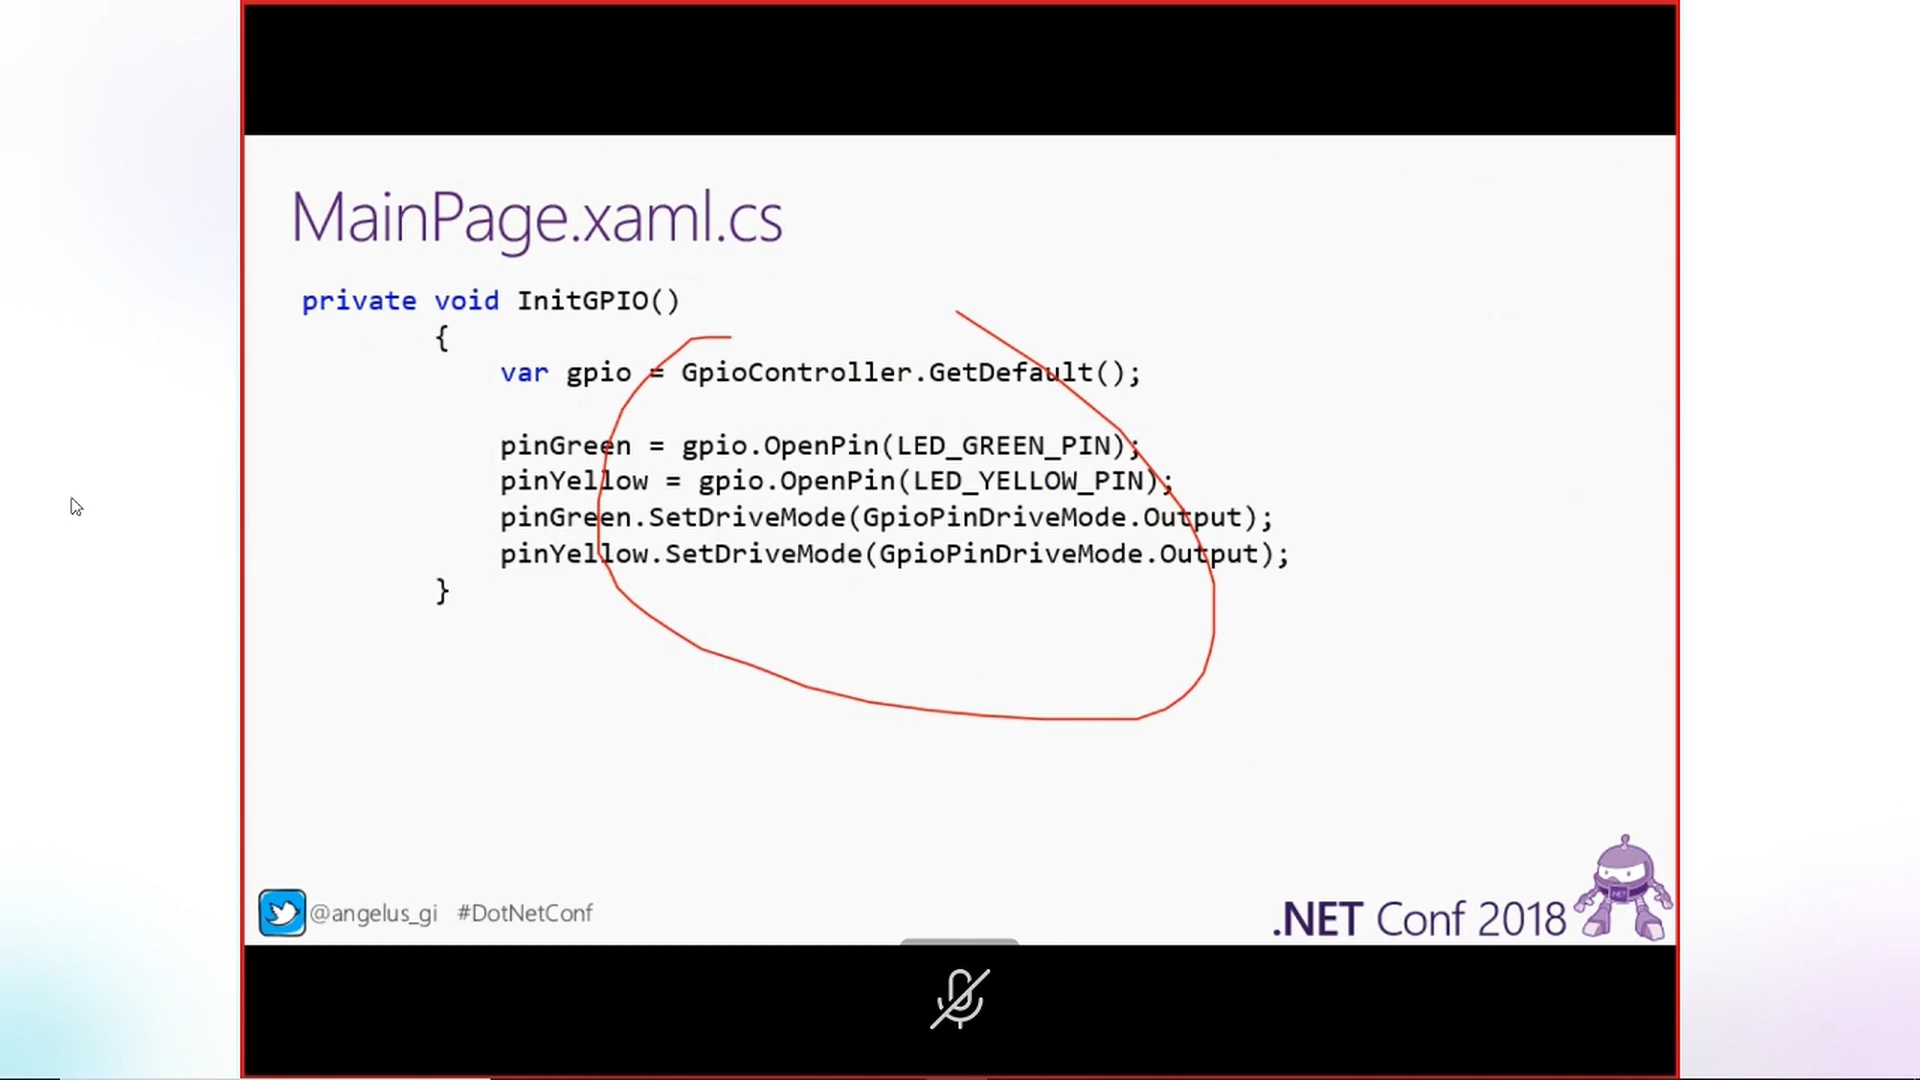 MainPage.xaml.cs
private void InitGPIO()
{
var gpio = GpioController.GetDefault();
pinGreen = gpio.OpenPin(LED_GREEN_PIN);
pinYellow = gpio.OpenPin(LED_YELLOW_PIN);
pinGreen.SetDriveMode(GpioPinDriveMode.Output);
pinYellow.SetDriveMode(GpioPinDriveMode.Output);
}
@angelus_gi #DotNetConf
.NET Conf 2018
.NET